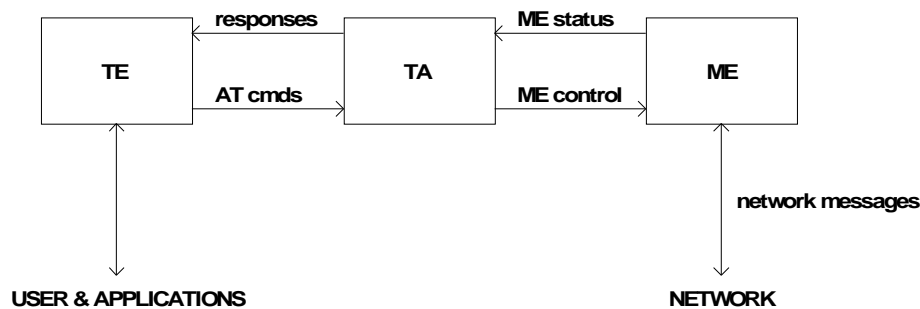 responses
ME status
TE
TA
ME
AT cmds
ME control
network messages
USER & APPLICATIONS
NETWORK